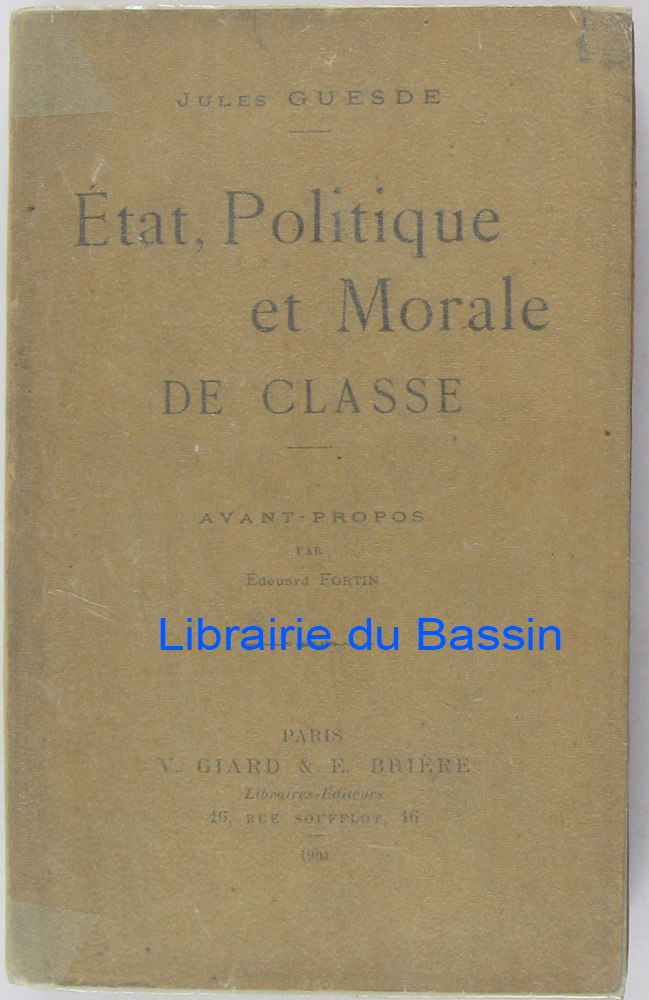 JULES GUESDE
État, Politique
et Morale
DE CLASSE
AVANT-PROPOS
PAR
Édouard FORTIN
Librairie du Bassin
PARIS
V. GIARD & E. BRIÈRE
Libraires-Éditeurs
16, RUE SOUFFLOT, 16
1901